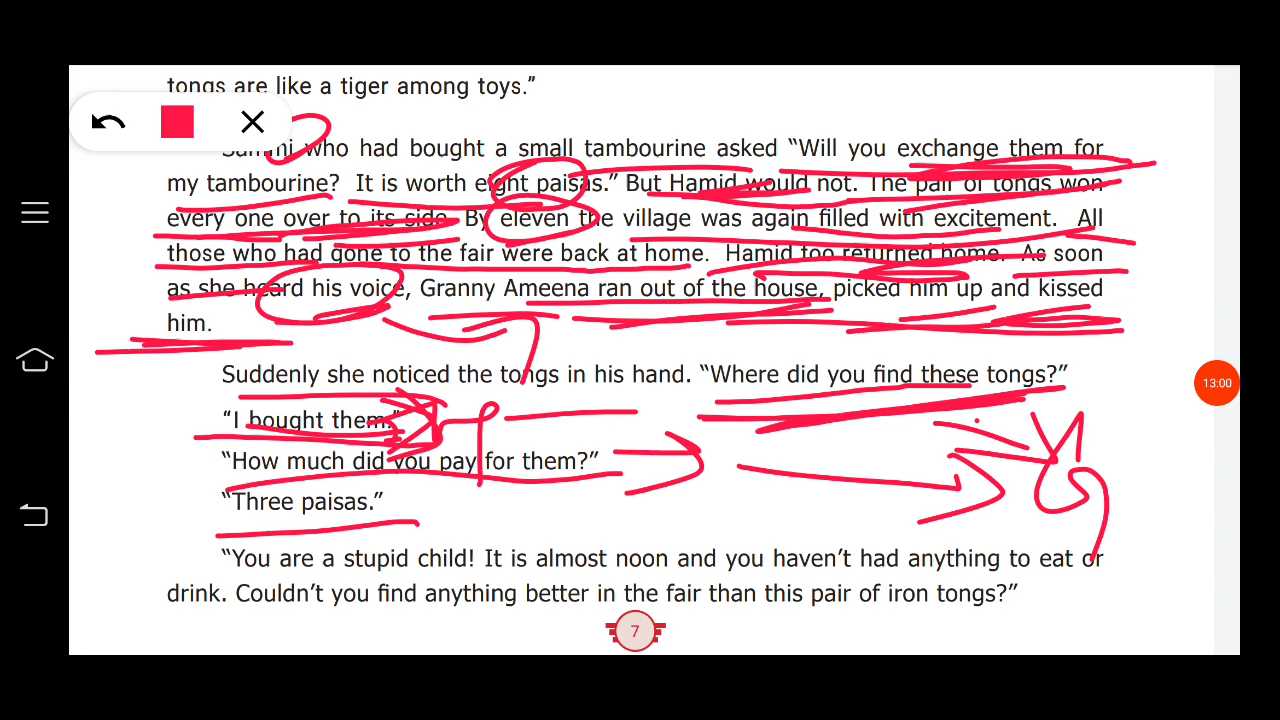 tongs are like a tiger among toys.”
Sammi who had bought a small tambourine asked “Will you exchange them for
my tambourine? It is worth eight paisas.” But Hamid would not. The pair of tongs won
every one over to its side. By eleven the village was again filled with excitement. All
those who had gone to the fair were back at home. Hamid too returned home. As soon
as she heard his voice, Granny Ameena ran out of the house, picked him up and kissed
him.
Suddenly she noticed the tongs in his hand. “Where did you find these tongs?”
“I bought them.”
“How much did you pay for them?”
“Three paisas.”
“You are a stupid child! It is almost noon and you haven’t had anything to eat or
drink. Couldn’t you find anything better in the fair than this pair of iron tongs?”
7
13:00